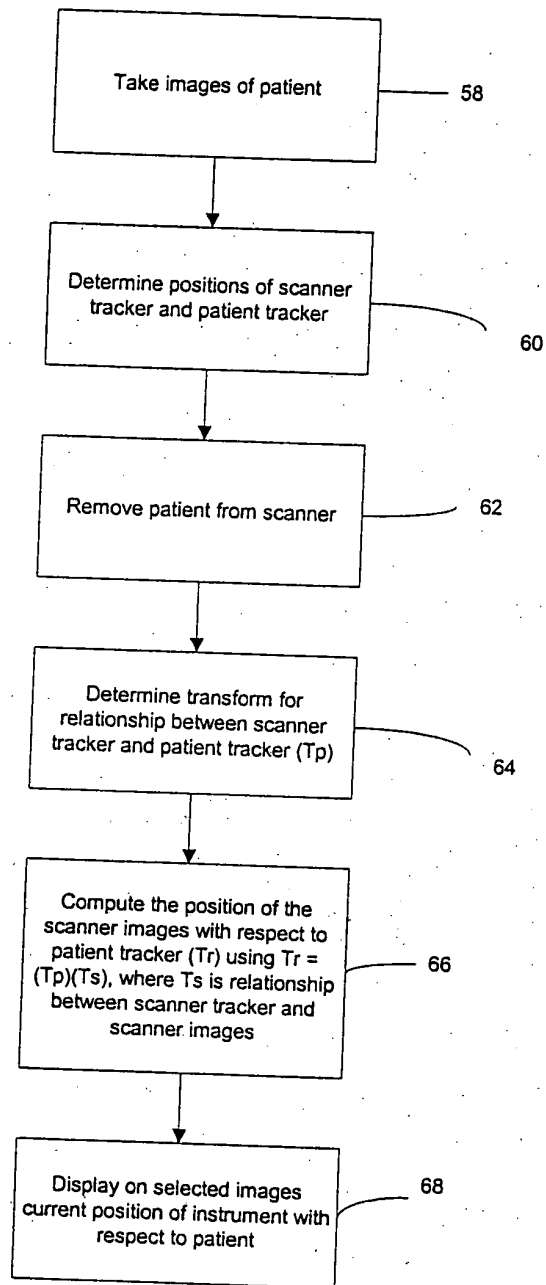 Take images of patient
58
Determine positions of scanner
tracker and patient tracker
60
Remove patient from scanner
62
Determine transform for
relationship between scanner
tracker and patient tracker (Tp)
64
Compute the position of the
scanner images with respect to
patient tracker (Tr) using Tr =
(Tp)(Ts), where Ts is relationship
between scanner tracker and
scanner images
66
Display on selected images
current position of instrument with
respect to patient
68